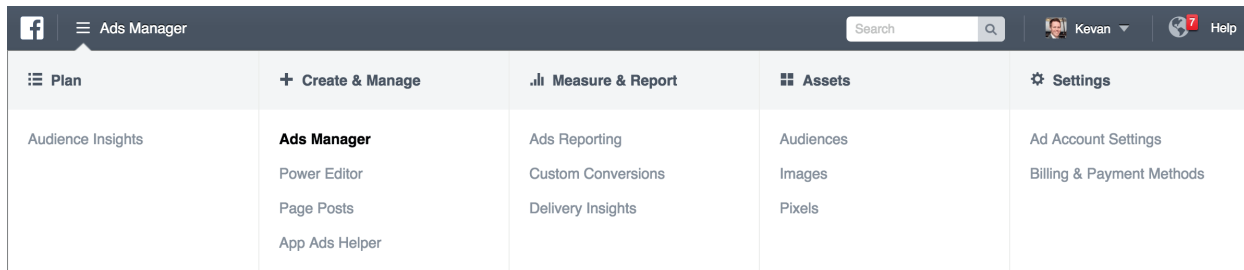 f Ads Manager Search Kevan 7 Help
Plan
Audience Insights
Create & Manage
Ads Manager
Power Editor
Page Posts
App Ads Helper
Measure & Report
Ads Reporting
Custom Conversions
Delivery Insights
Assets
Audiences
Images
Pixels
Settings
Ad Account Settings
Billing & Payment Methods